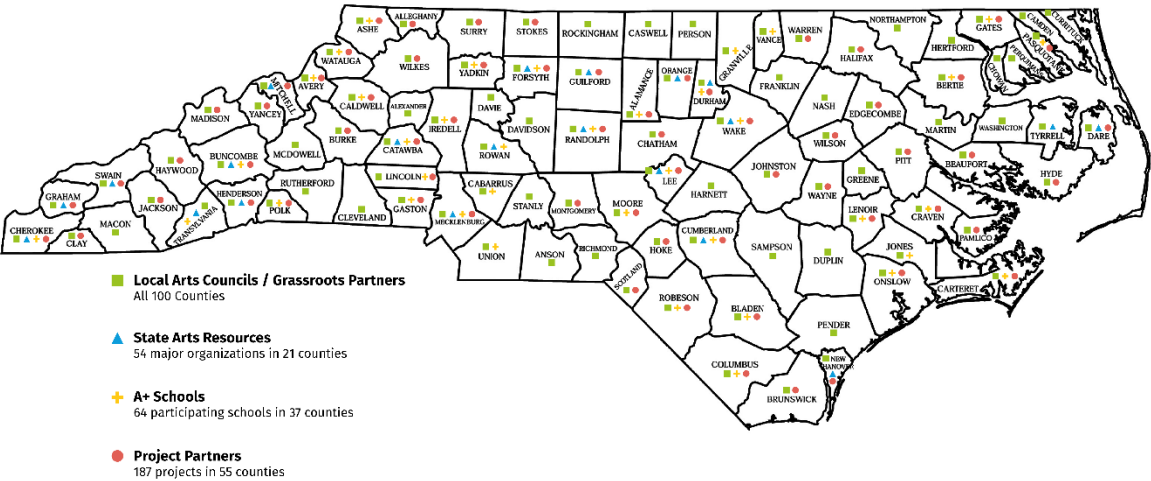 ASHE
ALLEGHANY
SURRY
STOKES
ROCKINGHAM
CASWELL
PERSON
GRANVILLE
VANCE
WARREN
NORTHAMPTON
HALIFAX
HERTFORD
GATES
CAMDEN
CURRITUCK
PASQUOTANK
PERQUIMANS
CHOWAN
WATAUGA
WILKES
YADKIN
FORSYTH
GUILFORD
ALAMANCE
ORANGE
DURHAM
FRANKLIN
NASH
EDGECOMBE
BERTIE
MARTIN
WASHINGTON
TYRRELL
DARE
MITCHELL
AVERY
CALDWELL
ALEXANDER
DAVIE
IREDELL
DAVIDSON
RANDOLPH
CHATHAM
WAKE
WILSON
PITT
BEAUFORT
HYDE
MADISON
YANCEY
BURKE
CATAWBA
ROWAN
MCDOWELL
BUNCOMBE
HAYWOOD
SWAIN
GRAHAM
CHEROKEE
CLAY
MACON
JACKSON
TRANSYLVANIA
HENDERSON
POLK
RUTHERFORD
CLEVELAND
LINCOLN
GASTON
MECKLENBURG
CABARRUS
STANLY
MONTGOMERY
MOORE
LEE
HARNETT
JOHNSTON
WAYNE
GREENE
LENOIR
CRAVEN
PAMLICO
UNION
ANSON
RICHMOND
SCOTLAND
HOKE
CUMBERLAND
SAMPSON
DUPLIN
JONES
ONSLOW
CARTERET
ROBESON
BLADEN
PENDER
COLUMBUS
BRUNSWICK
NEW
HANOVER
Local Arts Councils / Grassroots Partners
All 100 Counties
State Arts Resources
54 major organizations in 21 counties
A+ Schools
64 participating schools in 37 counties
Project Partners
187 projects in 55 counties